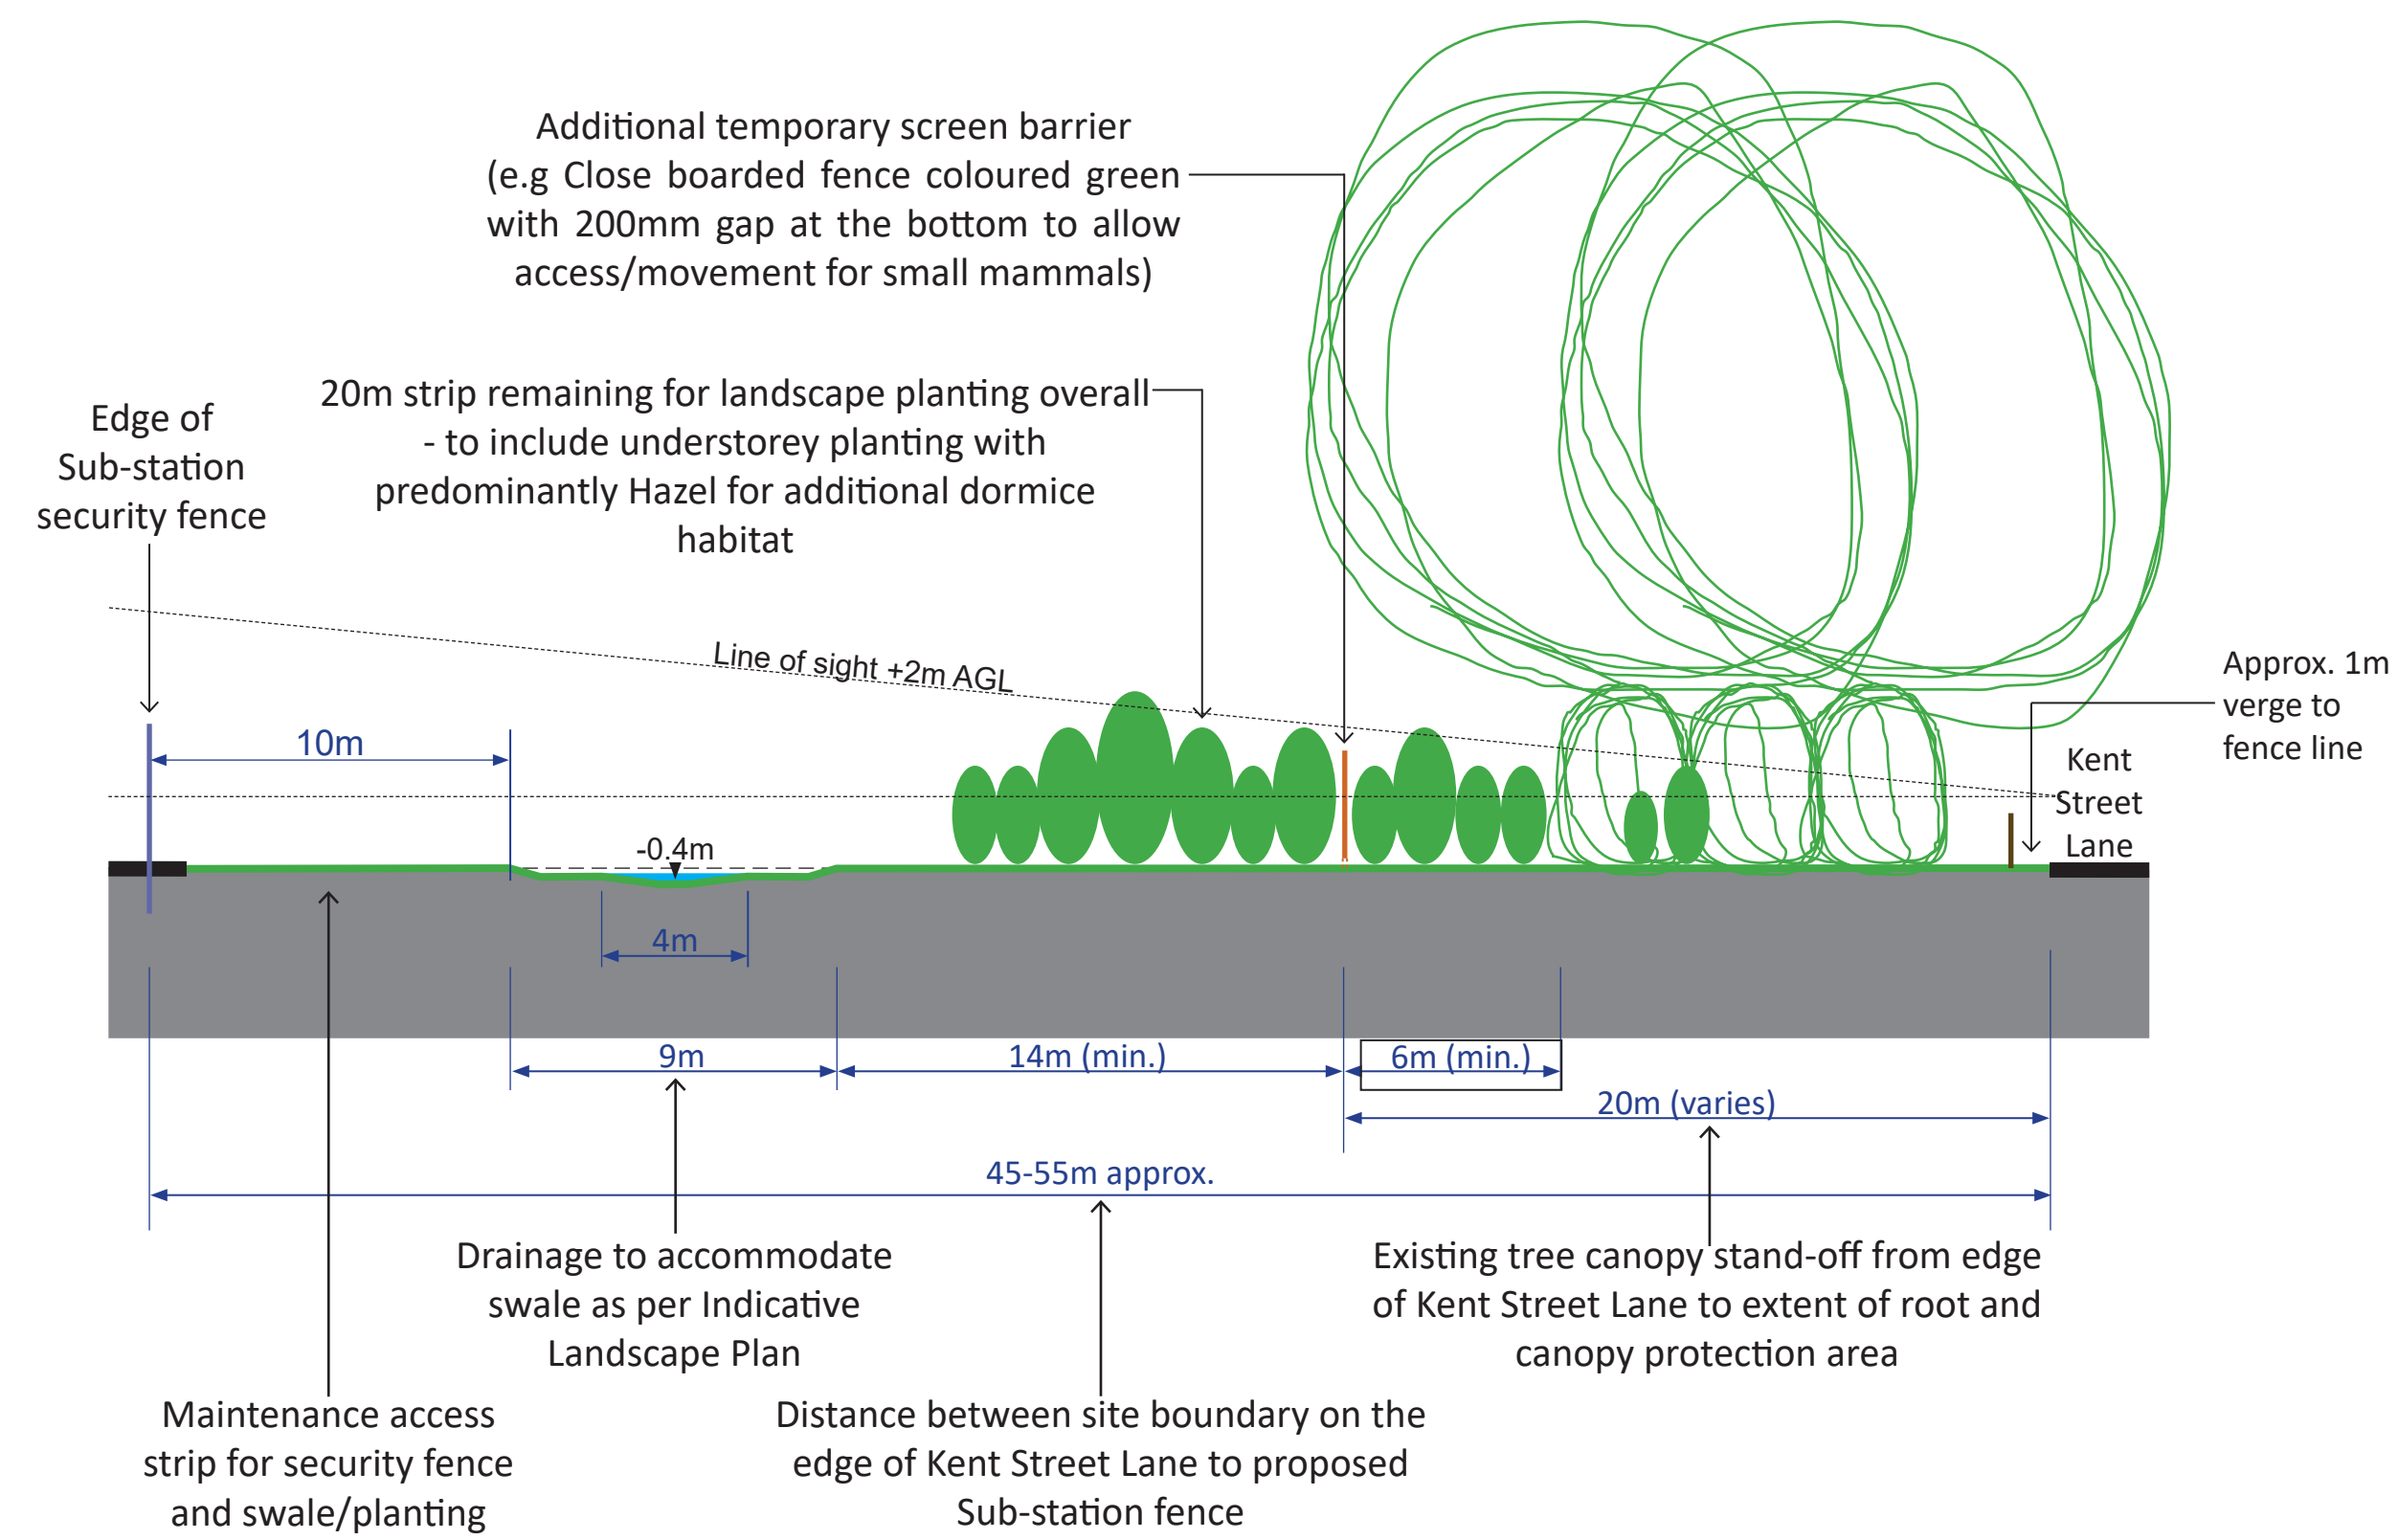 Additional temporary screen barrier
(e.g Close boarded fence coloured green
with 200mm gap at the bottom to allow
access/movement for small mammals)
20m strip remaining for landscape planting overall
- to include understorey planting with
predominantly Hazel for additional dormice
habitat
Edge of
Sub-station
security fence
Line of sight +2m AGL
Approx. 1m
verge to
fence line
Kent
Street
Lane
10m
-0.4m
4m
9m
14m (min.)
6m (min.)
20m (varies)
45-55m approx.
Drainage to accommodate
swale as per Indicative
Landscape Plan
Existing tree canopy stand-off from edge
of Kent Street Lane to extent of root and
canopy protection area
Maintenance access
strip for security fence
and swale/planting
Distance between site boundary on the
edge of Kent Street Lane to proposed
Sub-station fence